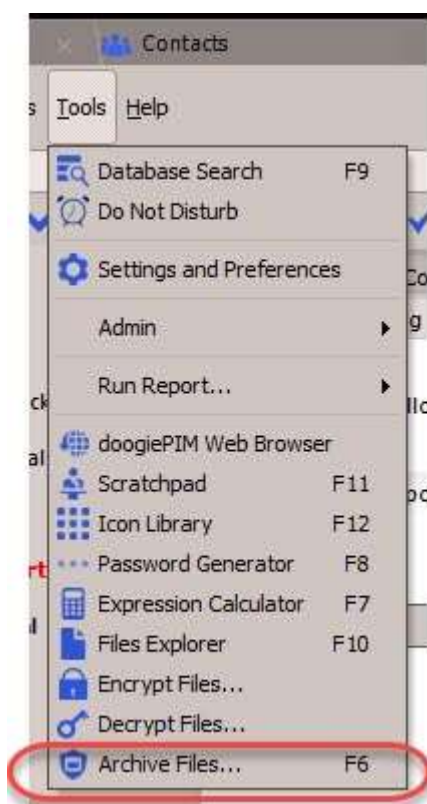 Contacts
s Tools Help
Database Search F9
Do Not Disturb
Settings and Preferences
Admin
Run Report...
doogiePIM Web Browser
Scratchpad F11
Icon Library F12
Password Generator F8
Expression Calculator F7
Files Explorer F10
Encrypt Files...
Decrypt Files...
Archive Files... F6